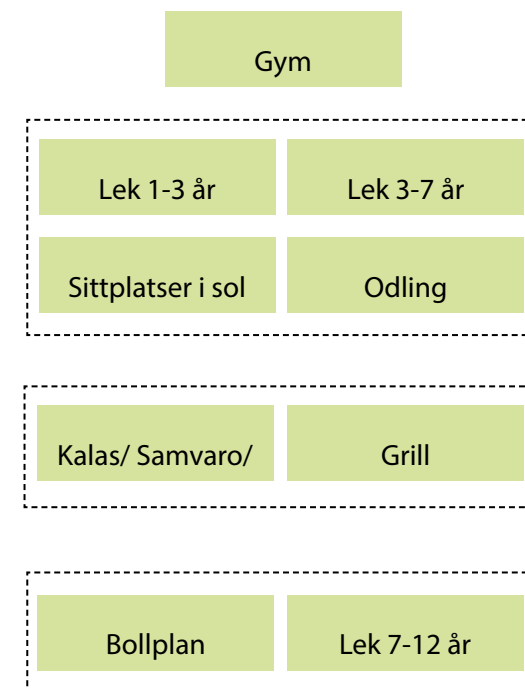 Gym
Lek 1-3 år
Lek 3-7 år
Sittplatser i sol
Odling
Kalas/ Samvaro/
Grill
Bollplan
Lek 7-12 år